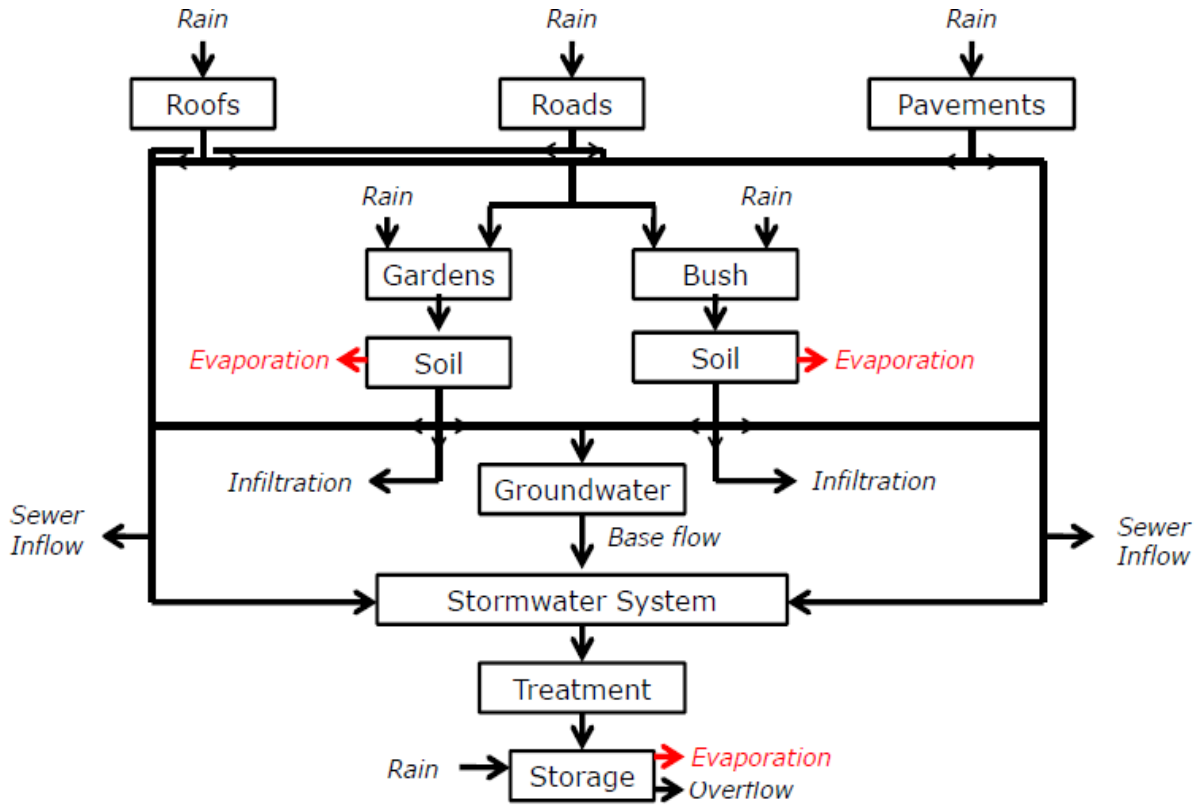 Rain
Rain
Rain
Roofs
Roads
Pavements
Rain
Rain
Gardens
Bush
Evaporation
Soil
Soil
Evaporation
Infiltration
Groundwater
Infiltration
Sewer
Inflow
Base flow
Sewer
Inflow
Stormwater System
Treatment
Rain
Storage
Evaporation
Overflow